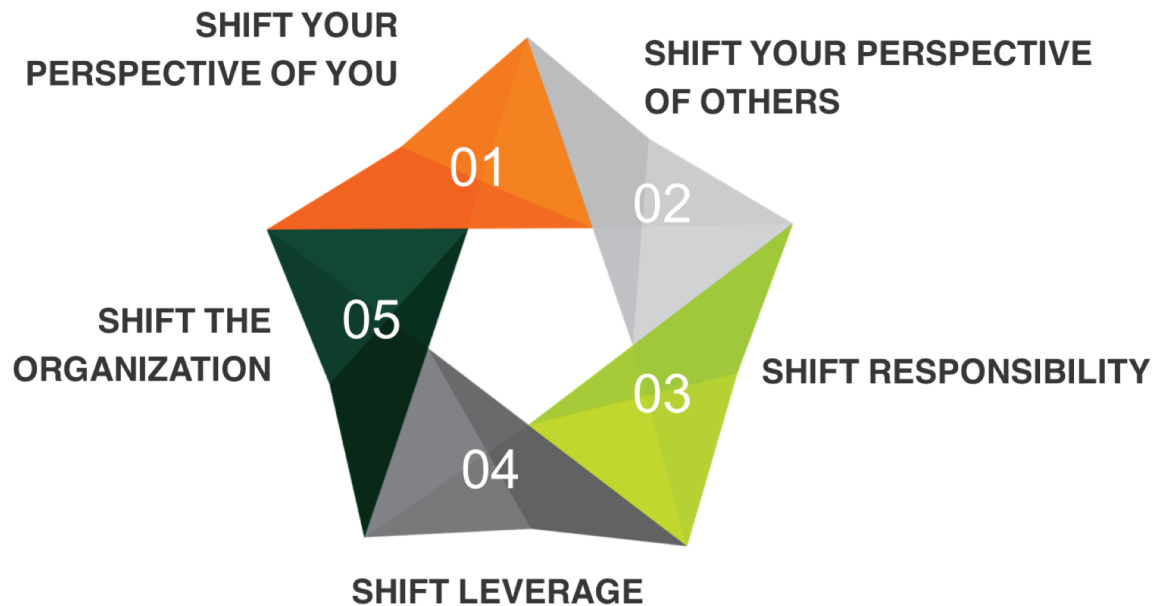 SHIFT YOUR
PERSPECTIVE OF YOU
SHIFT YOUR PERSPECTIVE
OF OTHERS
01
02
SHIFT THE
ORGANIZATION
05
03
SHIFT RESPONSIBILITY
04
SHIFT LEVERAGE